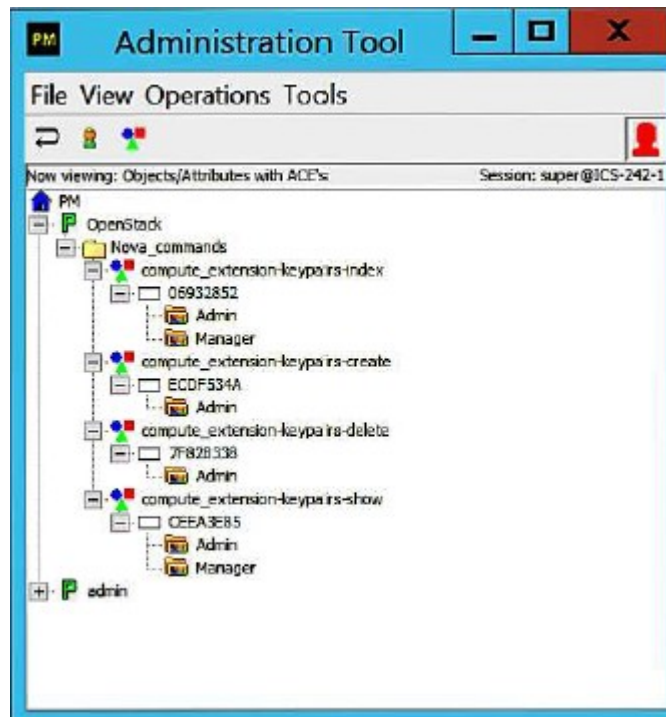 PM Administration Tool
File View Operations Tools
Now viewing: Objects/Attributes with ACE's: Session: super@ICS-242-1
PM
OpenStack
Nova_commands
compute_extension-keypairs-index
06932852
Admin
Manager
compute_extension-keypairs-create
ECDF534A
Admin
compute_extension-keypairs-delete
7F828338
Admin
compute_extension-keypairs-show
CEEA3E85
Admin
Manager
admin